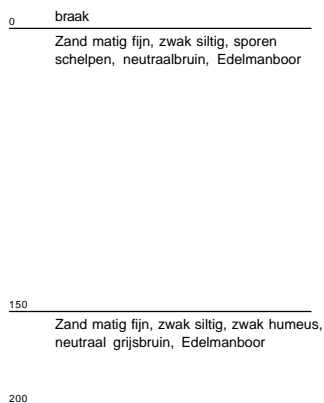 braak
0
Zand matig fijn, zwak siltig, sporen
schelpen, neutraalbruin, Edelmanboor
150
Zand matig fijn, zwak siltig, zwak humeus,
neutraal grijsbruin, Edelmanboor
200